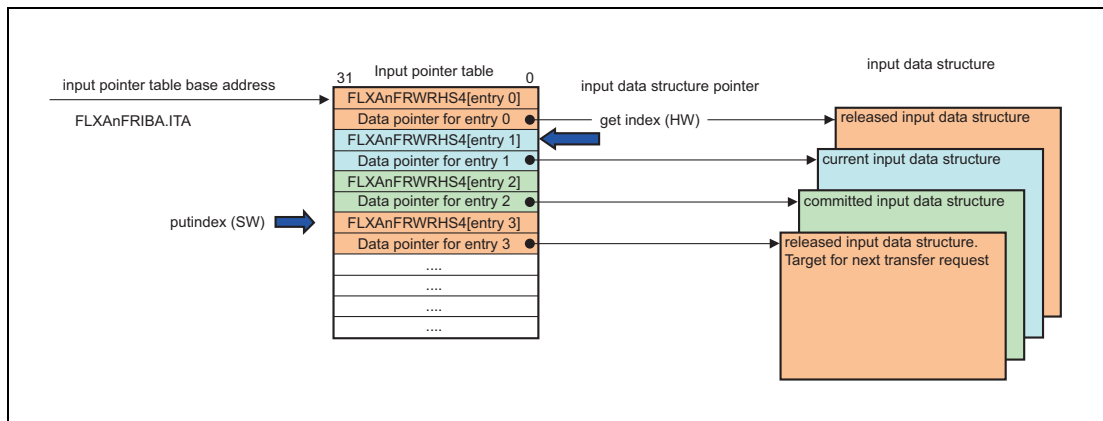 input pointer table base address
FLXAnFRIBA.ITA
putindex (SW)
Input pointer table
31 0
FLXAnFRWRHS4[entry 0]
Data pointer for entry 0
FLXAnFRWRHS4[entry 1]
Data pointer for entry 1
FLXAnFRWRHS4[entry 2]
Data pointer for entry 2
FLXAnFRWRHS4[entry 3]
Data pointer for entry 3
....
....
....
....
input data structure pointer
get index (HW)
input data structure
released input data structure
current input data structure
committed input data structure
released input data structure.
Target for next transfer request